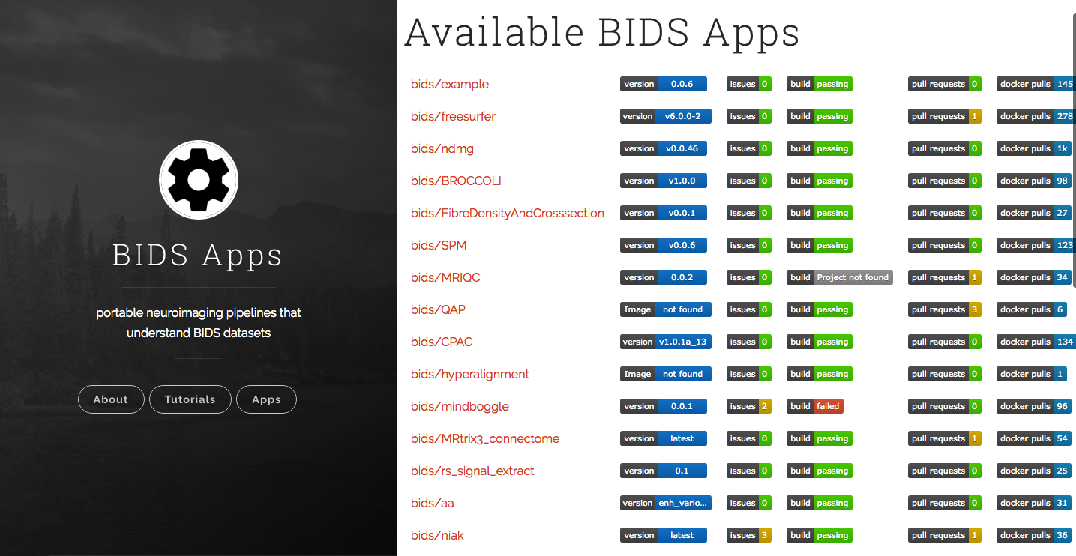 BIDS Apps
portable neuroimaging pipelines that
understand BIDS datasets
About Tutorials Apps
Available BIDS Apps
bids/example version 0.0.6 issues 0 build passing pull requests 0 docker pulls 145
bids/freesurfer version v6.0.0-2 issues 0 build passing pull requests 1 docker pulls 278
bids/ndmg version v0.0.46 issues 0 build passing pull requests 0 docker pulls 1k
bids/BROCCOLI version v1.0.0 issues 0 build passing pull requests 0 docker pulls 98
bids/FibreDensityAndCrosssection version v0.0.1 issues 0 build passing pull requests 0 docker pulls 27
bids/SPM version v0.0.6 issues 0 build passing pull requests 0 docker pulls 123
bids/MRIQC version 0.0.2 issues 0 build Project not found pull requests 1 docker pulls 34
bids/QAP Image not found issues 0 build passing pull requests 3 docker pulls 6
bids/CPAC version v1.0.1a_13 issues 0 build passing pull requests 0 docker pulls 134
bids/hyperalignment Image not found issues 0 build passing pull requests 0 docker pulls 1
bids/mindboggle version 0.0.1 issues 2 build failed pull requests 0 docker pulls 96
bids/MRtrix3_connectome version latest issues 0 build passing pull requests 1 docker pulls 54
bids/rs_signal_extract version 0.1 issues 0 build passing pull requests 0 docker pulls 25
bids/aa version enh_vario... issues 0 build passing pull requests 0 docker pulls 31
bids/niak version latest issues 3 build passing pull requests 1 docker pulls 36